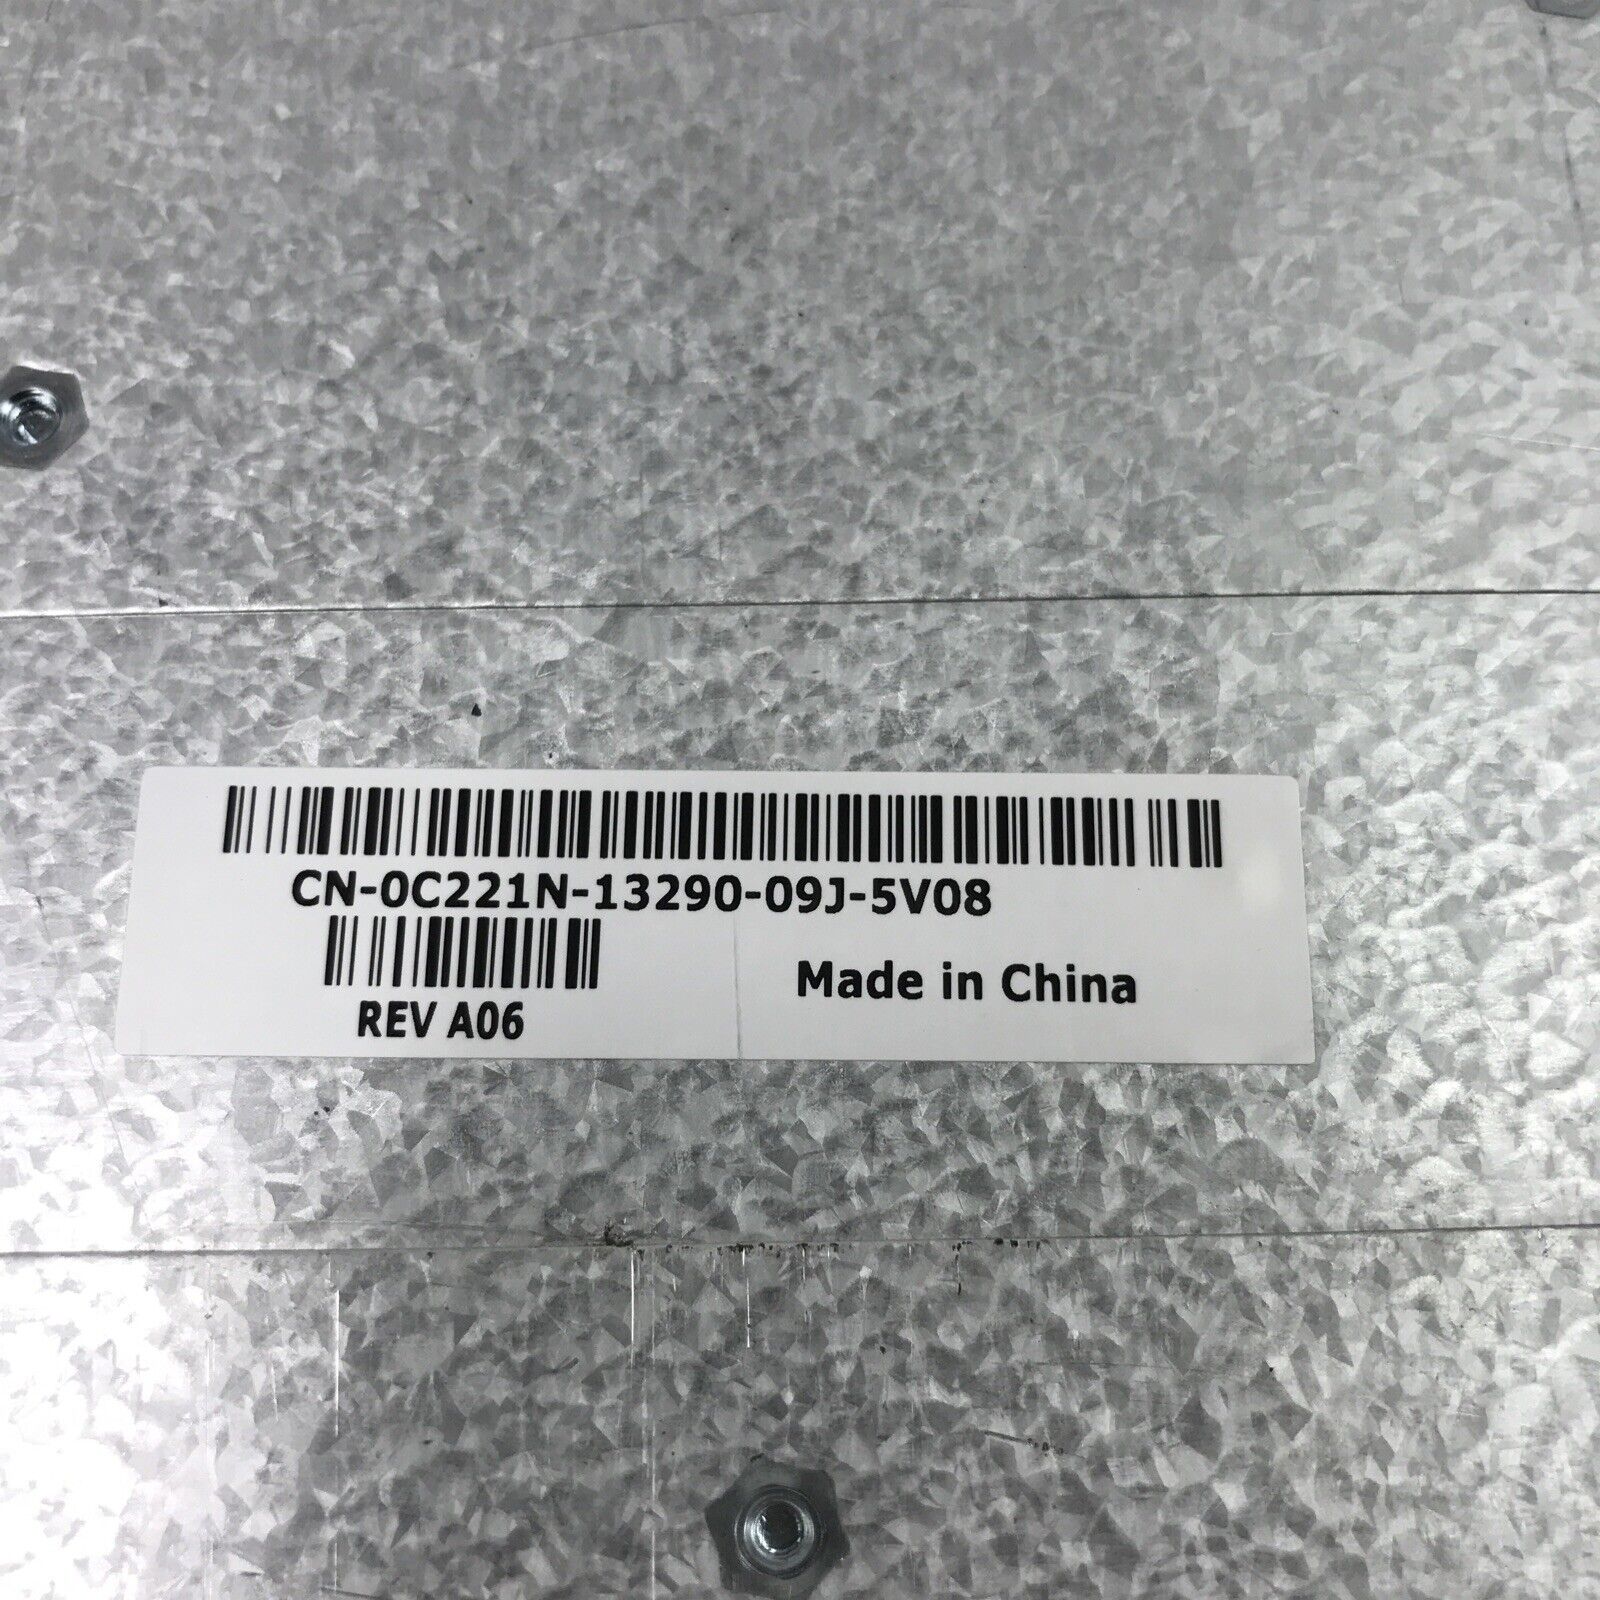 CN-0C221N-13290-09J-5V08
Made in China
REV A06